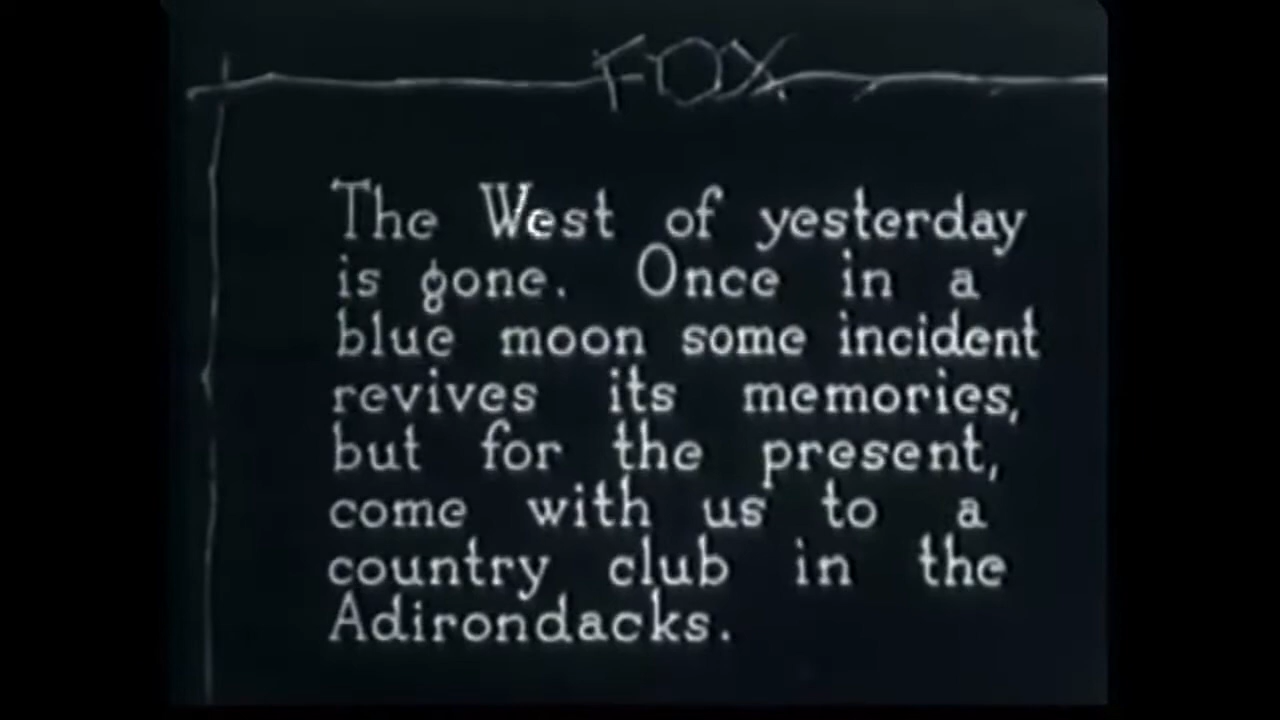 FOX
The West of yesterday
is gone. Once in a
blue moon some incident
revives its memories,
but for the present,
come with us to a
country club in the
Adirondacks.